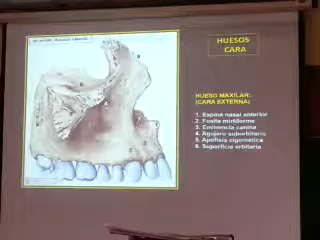 HUESOS
CARA
HUESO MAXILAR:
(CARA EXTERNA)
1. Espina nasal anterior
2. Fosita mirtiforme
3. Eminencia canina
4. Agujero suborbitario
5. Apófisis cigomática
6. Superficie orbitaria